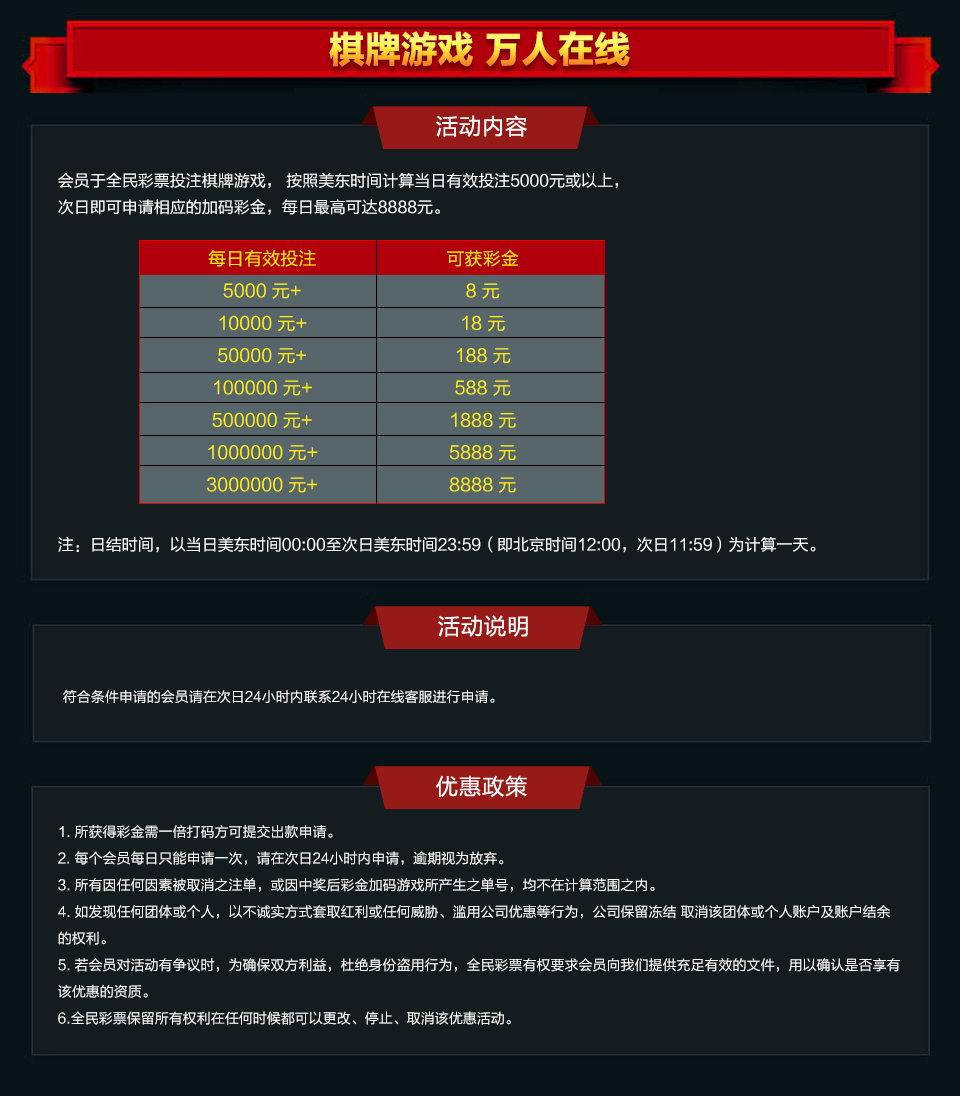 棋牌游戏 万人在线
活动内容
会员于全民彩票投注棋牌游戏， 按照美东时间计算当日有效投注5000元或以上，
次日即可申请相应的加码彩金，每日最高可达8888元。
每日有效投注 可获彩金
5000 元+ 8 元
10000 元+ 18 元
50000 元+ 188 元
100000 元+ 588 元
500000 元+ 1888 元
1000000 元+ 5888 元
3000000 元+ 8888 元
注：日结时间，以当日美东时间00:00至次日美东时间23:59（即北京时间12:00，次日11:59）为计算一天。
活动说明
符合条件申请的会员请在次日24小时内联系24小时在线客服进行申请。
优惠政策
1. 所获得彩金需一倍打码方可提交出款申请。
2. 每个会员每日只能申请一次，请在次日24小时内申请，逾期视为放弃。
3. 所有因任何因素被取消之注单，或因中奖后彩金加码游戏所产生之单号，均不在计算范围之内。
4. 如发现任何团体或个人，以不诚实方式套取红利或任何威胁、滥用公司优惠等行为，公司保留冻结 取消该团体或个人账户及账户结余
的权利。
5. 若会员对活动有争议时，为确保双方利益，杜绝身份盗用行为，全民彩票有权要求会员向我们提供充足有效的文件，用以确认是否享有
该优惠的资质。
6.全民彩票保留所有权利在任何时候都可以更改、停止、取消该优惠活动。